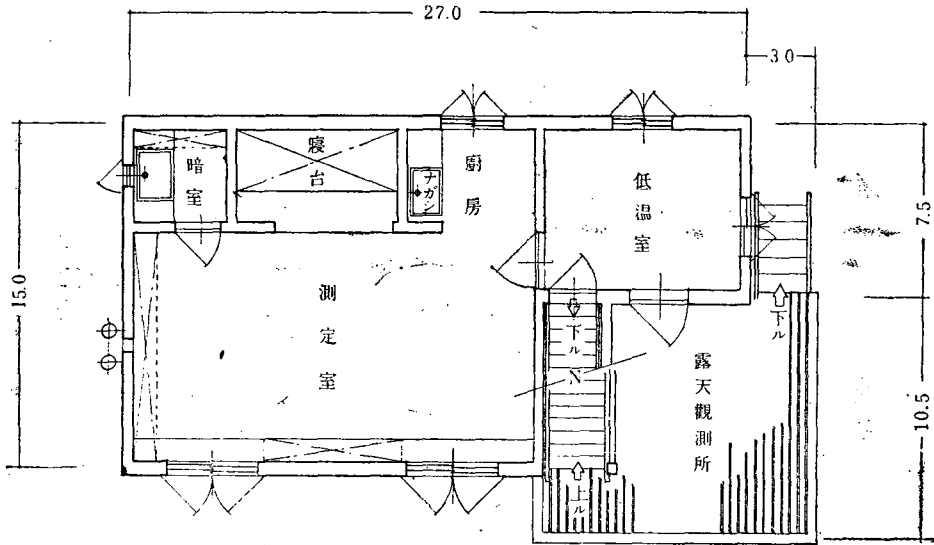 27.0
3 0
暗室
寝台
ナガシ
厨房
低温室
7.5
15.0
測定室
下ル
下ル
N
露天觀測所
10.5
上ル